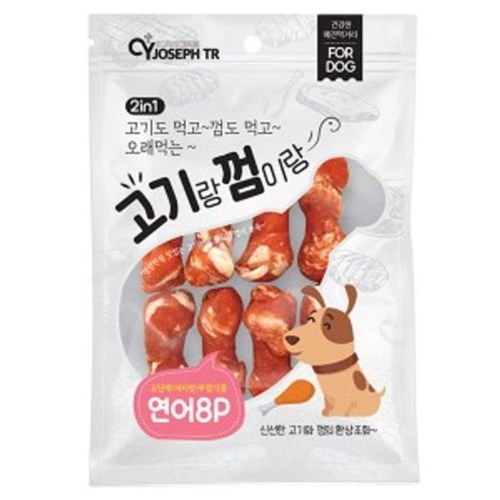 JOSEPH TR
건강한
애견먹거리
FOR
DOG
2in1
고기도 먹고~껌도 먹고~
오래먹는 ~
고기랑껌이랑
연어8P
신선한 고기와 껌의 환상조화~